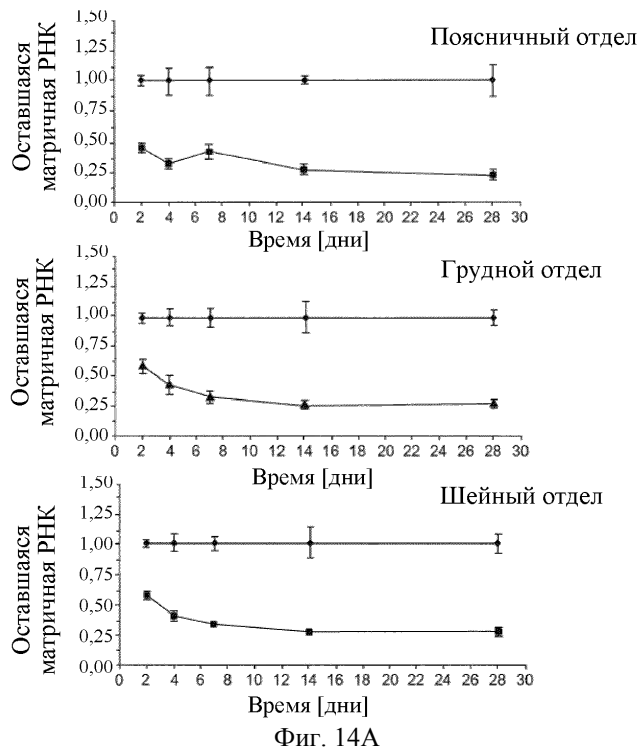 Поясничный отдел
Оставшаяся
матричная РНК
1,50
1,25
1,00
0,75
0,50
0,25
0,00
0 2 4 6 8 10 12 14 16 18 20 22 24 26 28 30
Время [дни]
Грудной отдел
Оставшаяся
матричная РНК
1,50
1,25
1,00
0,75
0,50
0,25
0,00
0 2 4 6 8 10 12 14 16 18 20 22 24 26 28 30
Время [дни]
Шейный отдел
Оставшаяся
матричная РНК
1,50
1,25
1,00
0,75
0,50
0,25
0,00
0 2 4 6 8 10 12 14 16 18 20 22 24 26 28 30
Время [дни]
Фиг. 14А